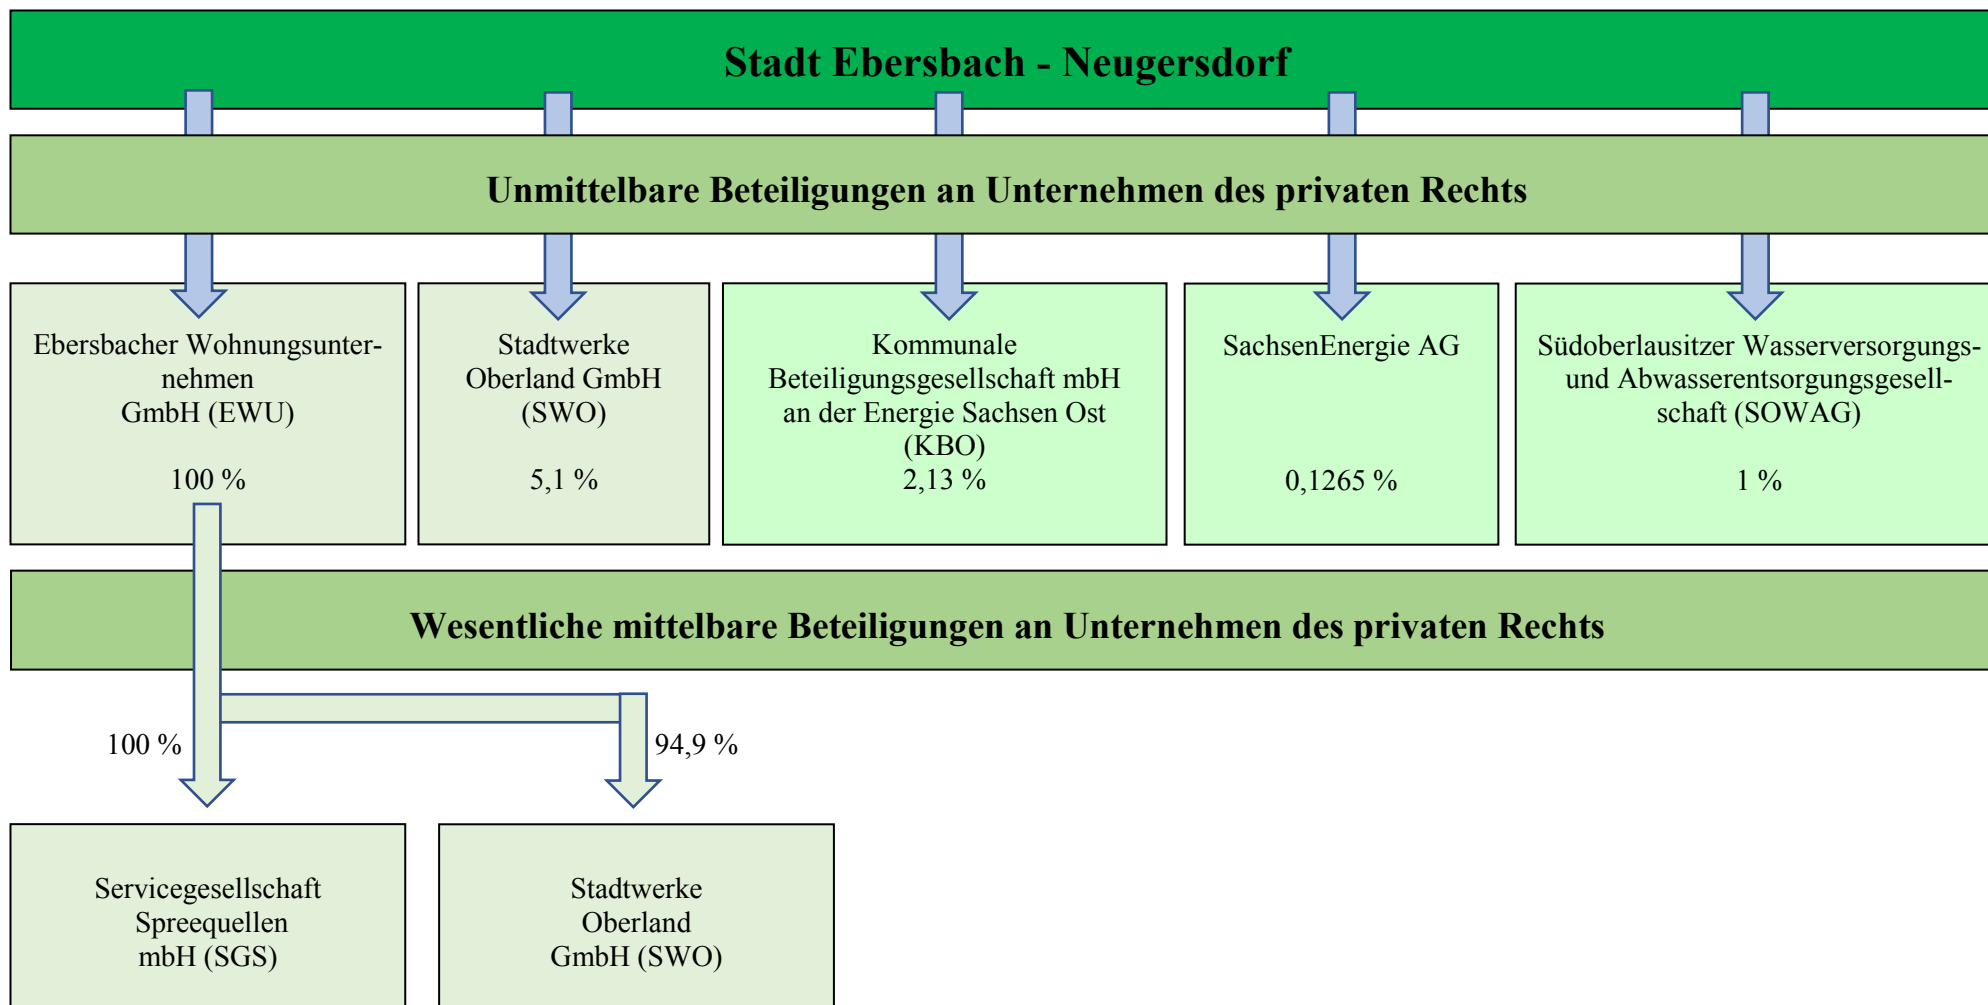 Stadt Ebersbach - Neugersdorf
Unmittelbare Beteiligungen an Unternehmen des privaten Rechts
Ebersbacher Wohnungsunter-
nehmen
GmbH (EWU)
100 %
Stadtwerke
Oberland GmbH
(SWO)
5,1 %
Kommunale
Beteiligungsgesellschaft mbH
an der Energie Sachsen Ost
(KBO)
2,13 %
SachsenEnergie AG
0,1265 %
Südoberlausitzer Wasserversorgungs-
und Abwasserentsorgungsgesell-
schaft (SOWAG)
1 %
Wesentliche mittelbare Beteiligungen an Unternehmen des privaten Rechts
100 %
94,9 %
Servicegesellschaft
Spreequellen
mbH (SGS)
Stadtwerke
Oberland
GmbH (SWO)